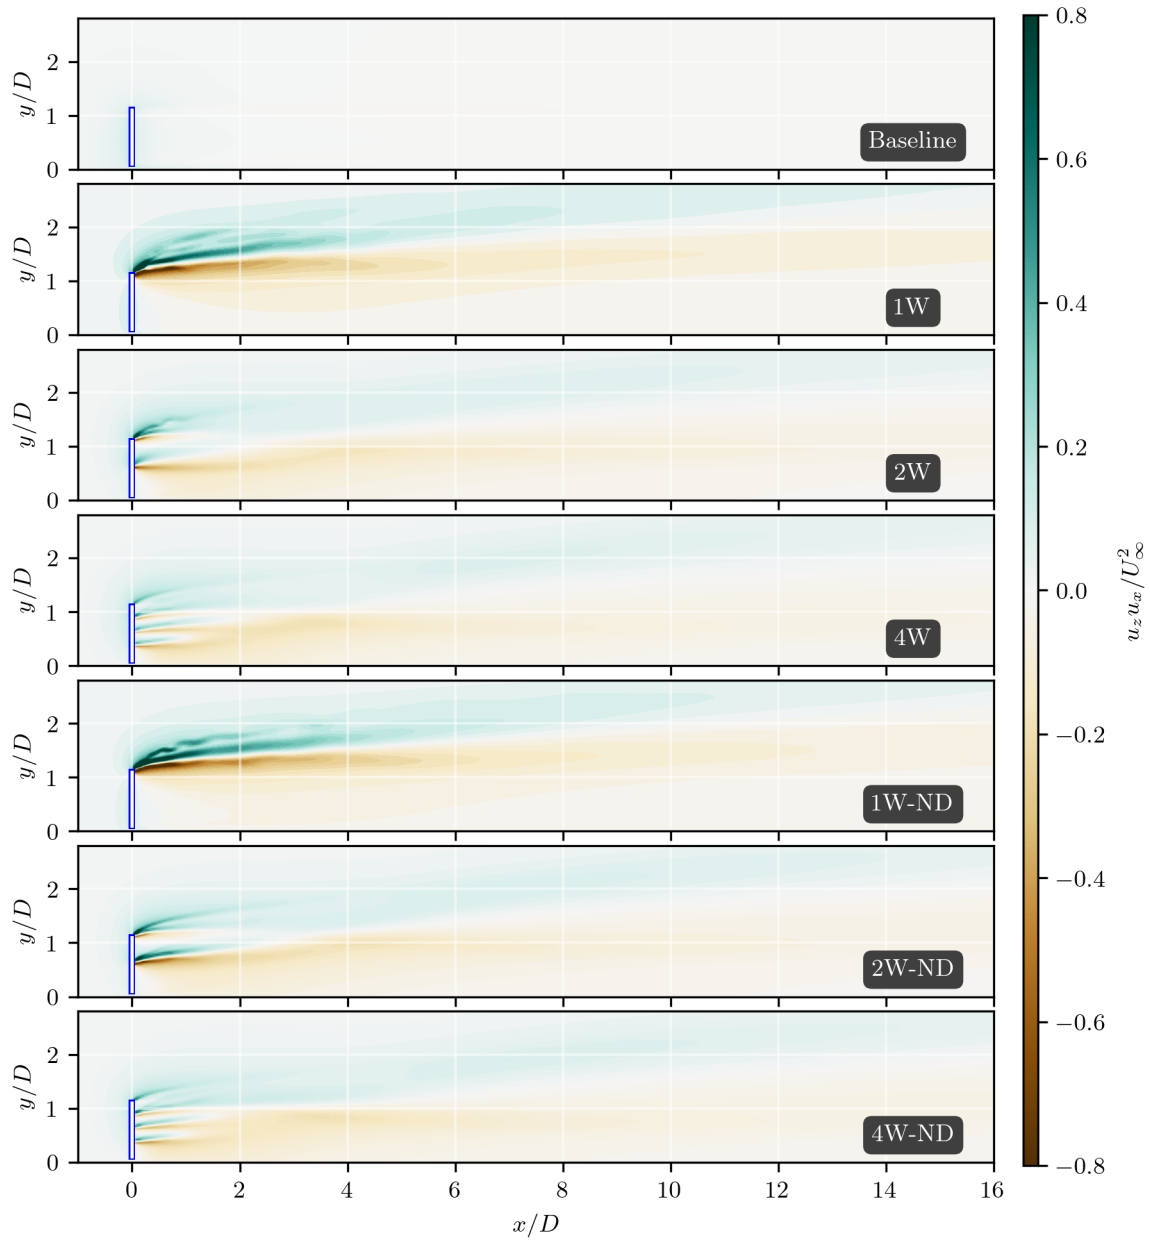 2
1
0
y/D
Baseline
2
1
0
y/D
1W
2
1
0
y/D
2W
2
1
0
y/D
4W
2
1
0
y/D
1W-ND
2
1
0
y/D
2W-ND
2
1
0
y/D
4W-ND
0 2 4 6 8 10 12 14 16
x/D
0.8
0.6
0.4
0.2
0.0
−0.2
−0.4
−0.6
−0.8
u_z u_x/U_∞^2